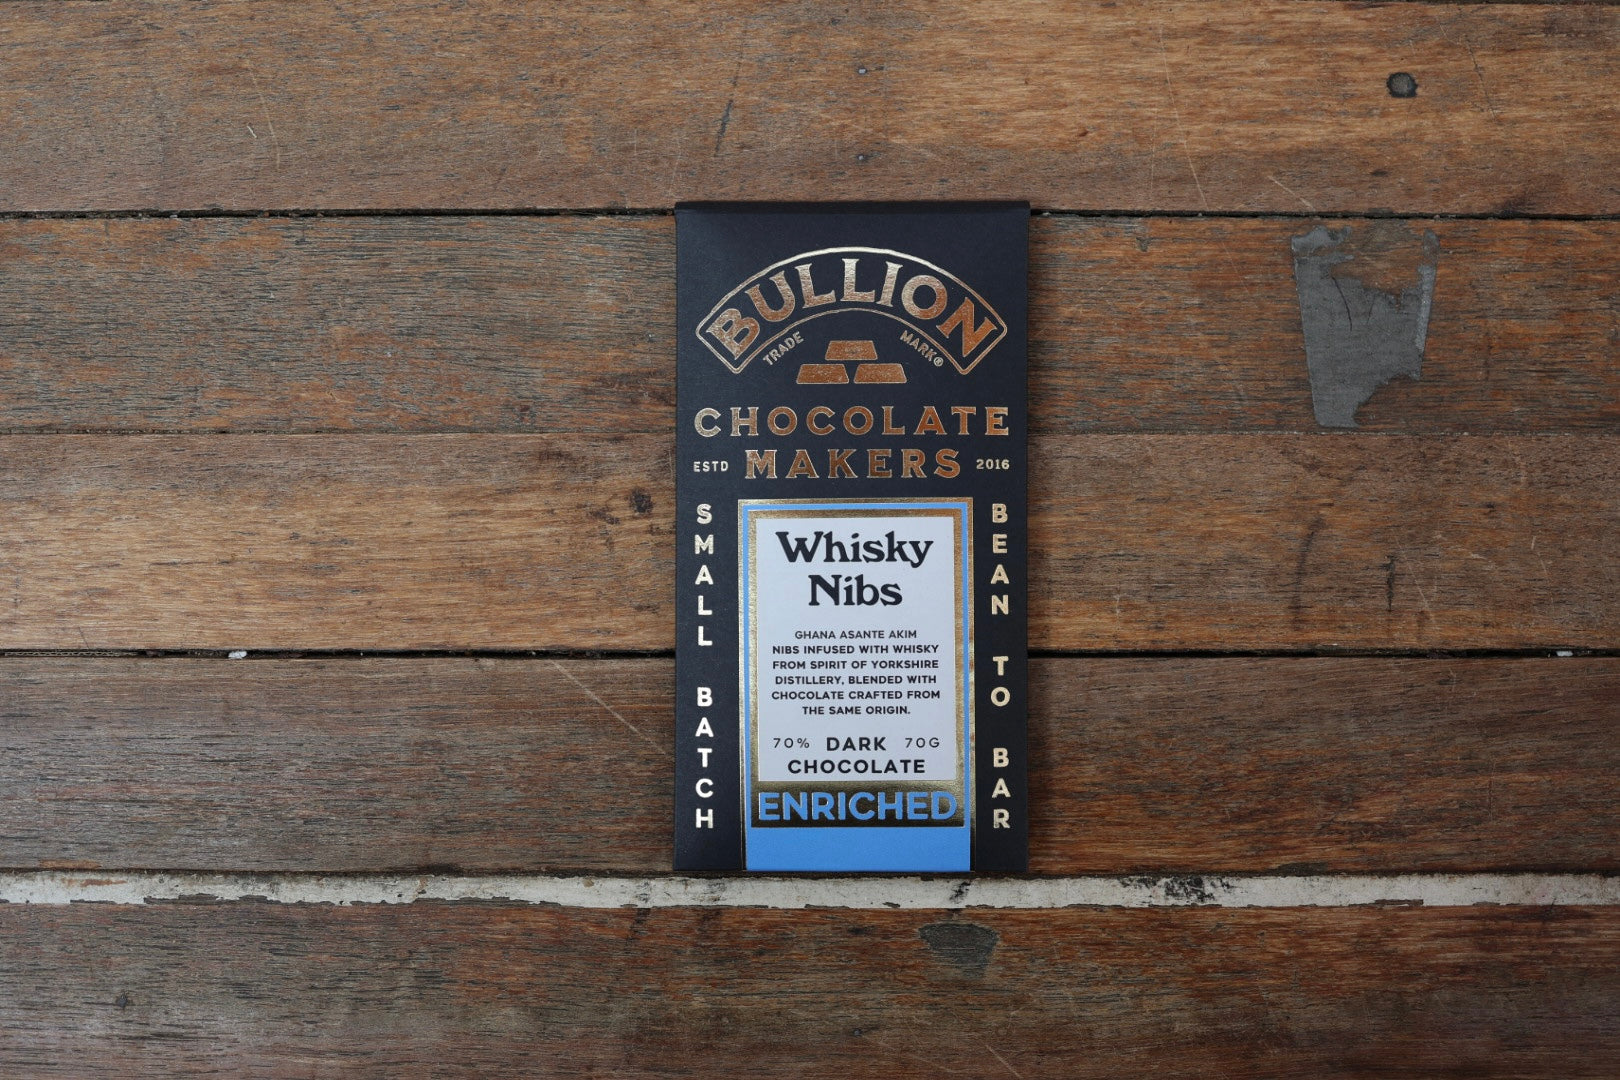 BULLION
TRADE MARK®
CHOCOLATE
ESTD MAKERS 2016
SMALL BATCH
BEAN TO BAR
Whisky
Nibs
GHANA ASANTE AKIM
NIBS INFUSED WITH WHISKY
FROM SPIRIT OF YORKSHIRE
DISTILLERY, BLENDED WITH
CHOCOLATE CRAFTED FROM
THE SAME ORIGIN.
70% DARK 70G
CHOCOLATE
ENRICHED